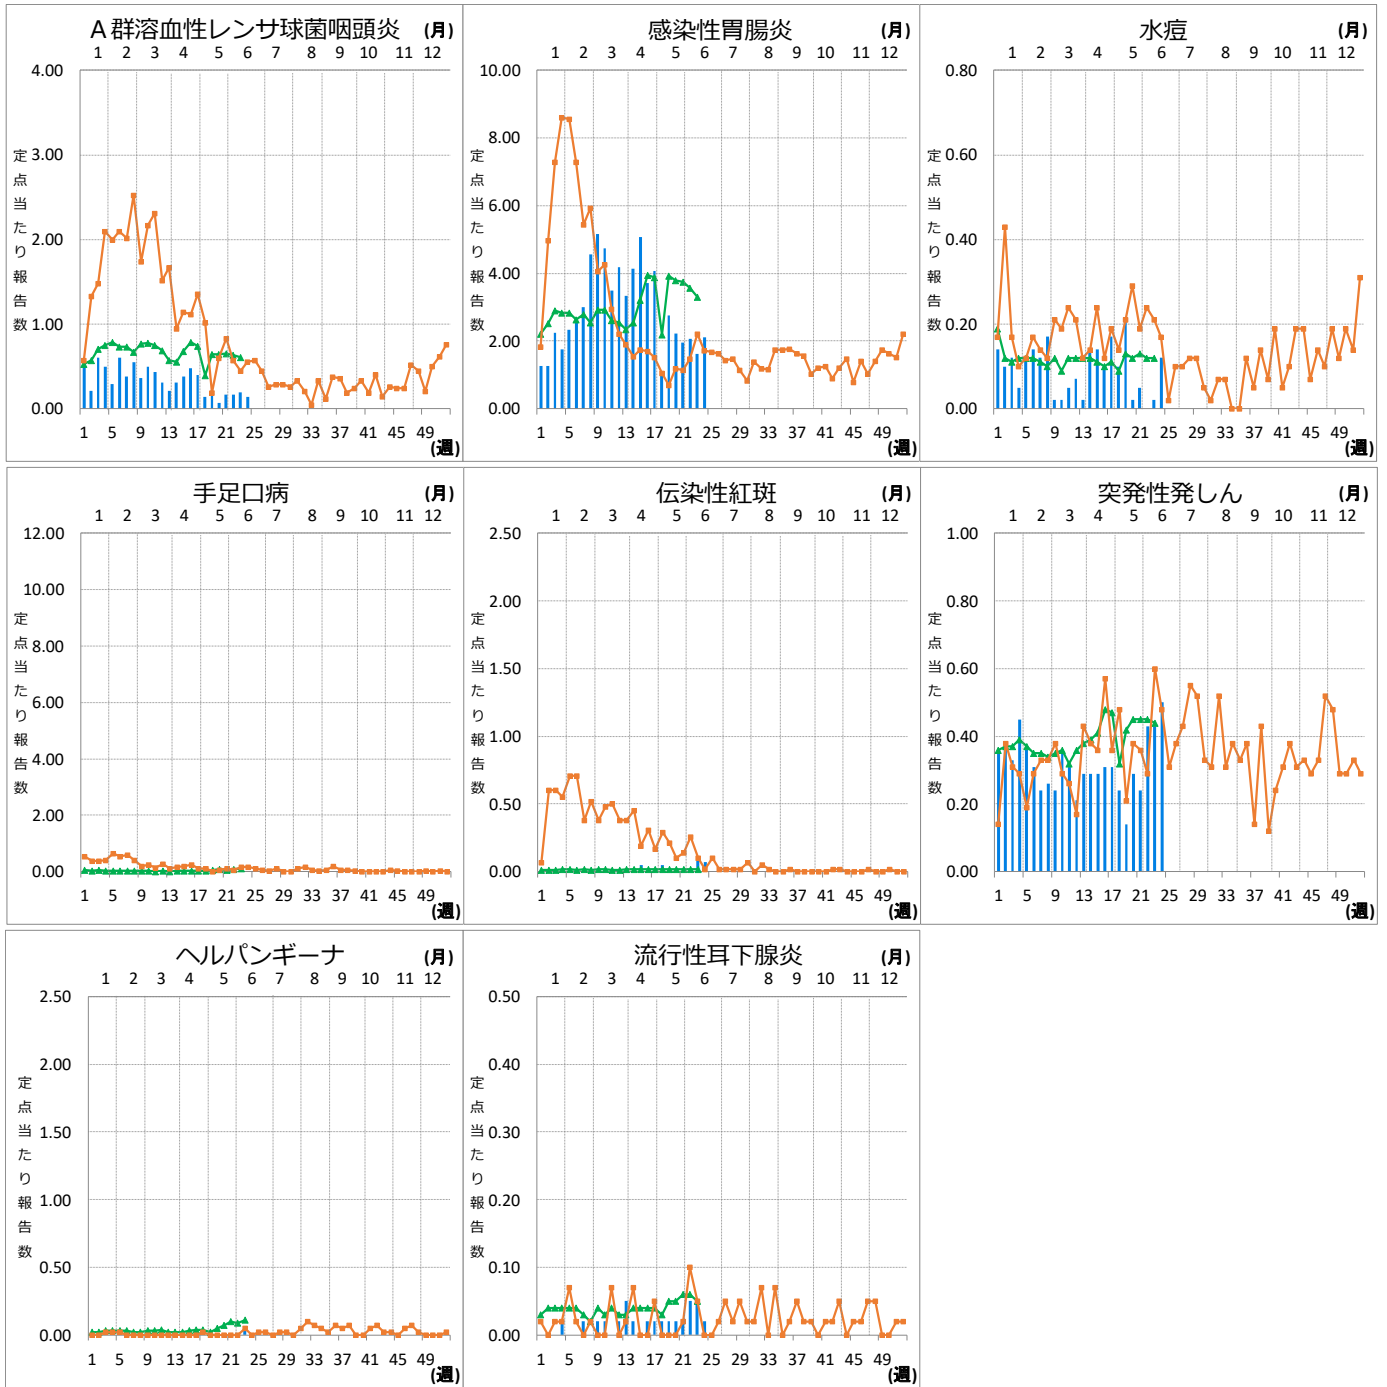 A群溶血性レンサ球菌咽頭炎 (月)
1 2 3 4 5 6 7 8 9 10 11 12
4.00
3.00
2.00
1.00
0.00
定点当たり報告数
1 5 9 13 17 21 25 29 33 37 41 45 49
(週)
感染性胃腸炎 (月)
1 2 3 4 5 6 7 8 9 10 11 12
10.00
8.00
6.00
4.00
2.00
0.00
定点当たり報告数
1 5 9 13 17 21 25 29 33 37 41 45 49
(週)
水痘 (月)
1 2 3 4 5 6 7 8 9 10 11 12
0.80
0.60
0.40
0.20
0.00
定点当たり報告数
1 5 9 13 17 21 25 29 33 37 41 45 49
(週)
手足口病 (月)
1 2 3 4 5 6 7 8 9 10 11 12
12.00
10.00
8.00
6.00
4.00
2.00
0.00
定点当たり報告数
1 5 9 13 17 21 25 29 33 37 41 45 49
(週)
伝染性紅斑 (月)
1 2 3 4 5 6 7 8 9 10 11 12
2.50
2.00
1.50
1.00
0.50
0.00
定点当たり報告数
1 5 9 13 17 21 25 29 33 37 41 45 49
(週)
突発性発しん (月)
1 2 3 4 5 6 7 8 9 10 11 12
1.00
0.80
0.60
0.40
0.20
0.00
定点当たり報告数
1 5 9 13 17 21 25 29 33 37 41 45 49
(週)
ヘルパンギーナ (月)
1 2 3 4 5 6 7 8 9 10 11 12
2.50
2.00
1.50
1.00
0.50
0.00
定点当たり報告数
1 5 9 13 17 21 25 29 33 37 41 45 49
(週)
流行性耳下腺炎 (月)
1 2 3 4 5 6 7 8 9 10 11 12
0.50
0.40
0.30
0.20
0.10
0.00
定点当たり報告数
1 5 9 13 17 21 25 29 33 37 41 45 49
(週)